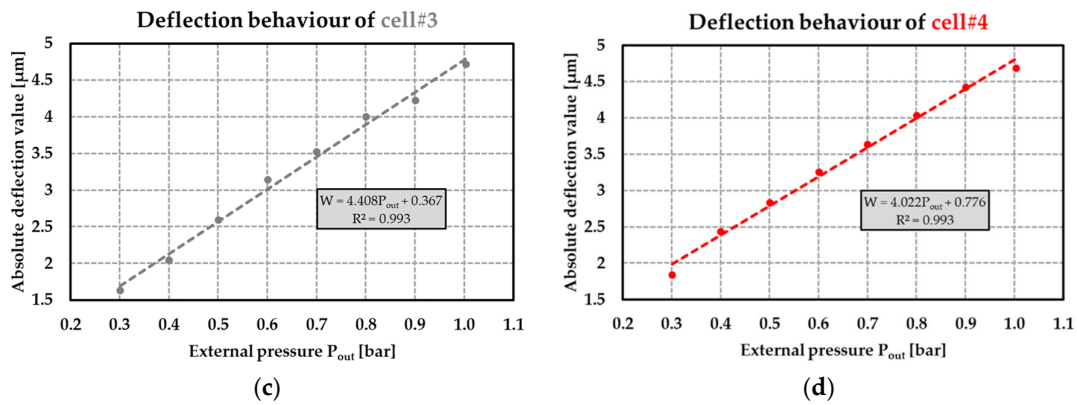 Deflection behaviour of cell#3
Absolute deflection value [µm]
5
4.5
4
3.5
3
2.5
2
1.5
W = 4.408Pout + 0.367
R² = 0.993
0.2 0.3 0.4 0.5 0.6 0.7 0.8 0.9 1.0 1.1
External pressure Pout [bar]
(c)
Deflection behaviour of cell#4
Absolute deflection value [µm]
5
4.5
4
3.5
3
2.5
2
1.5
W = 4.022Pout + 0.776
R² = 0.993
0.2 0.3 0.4 0.5 0.6 0.7 0.8 0.9 1.0 1.1
External pressure Pout [bar]
(d)